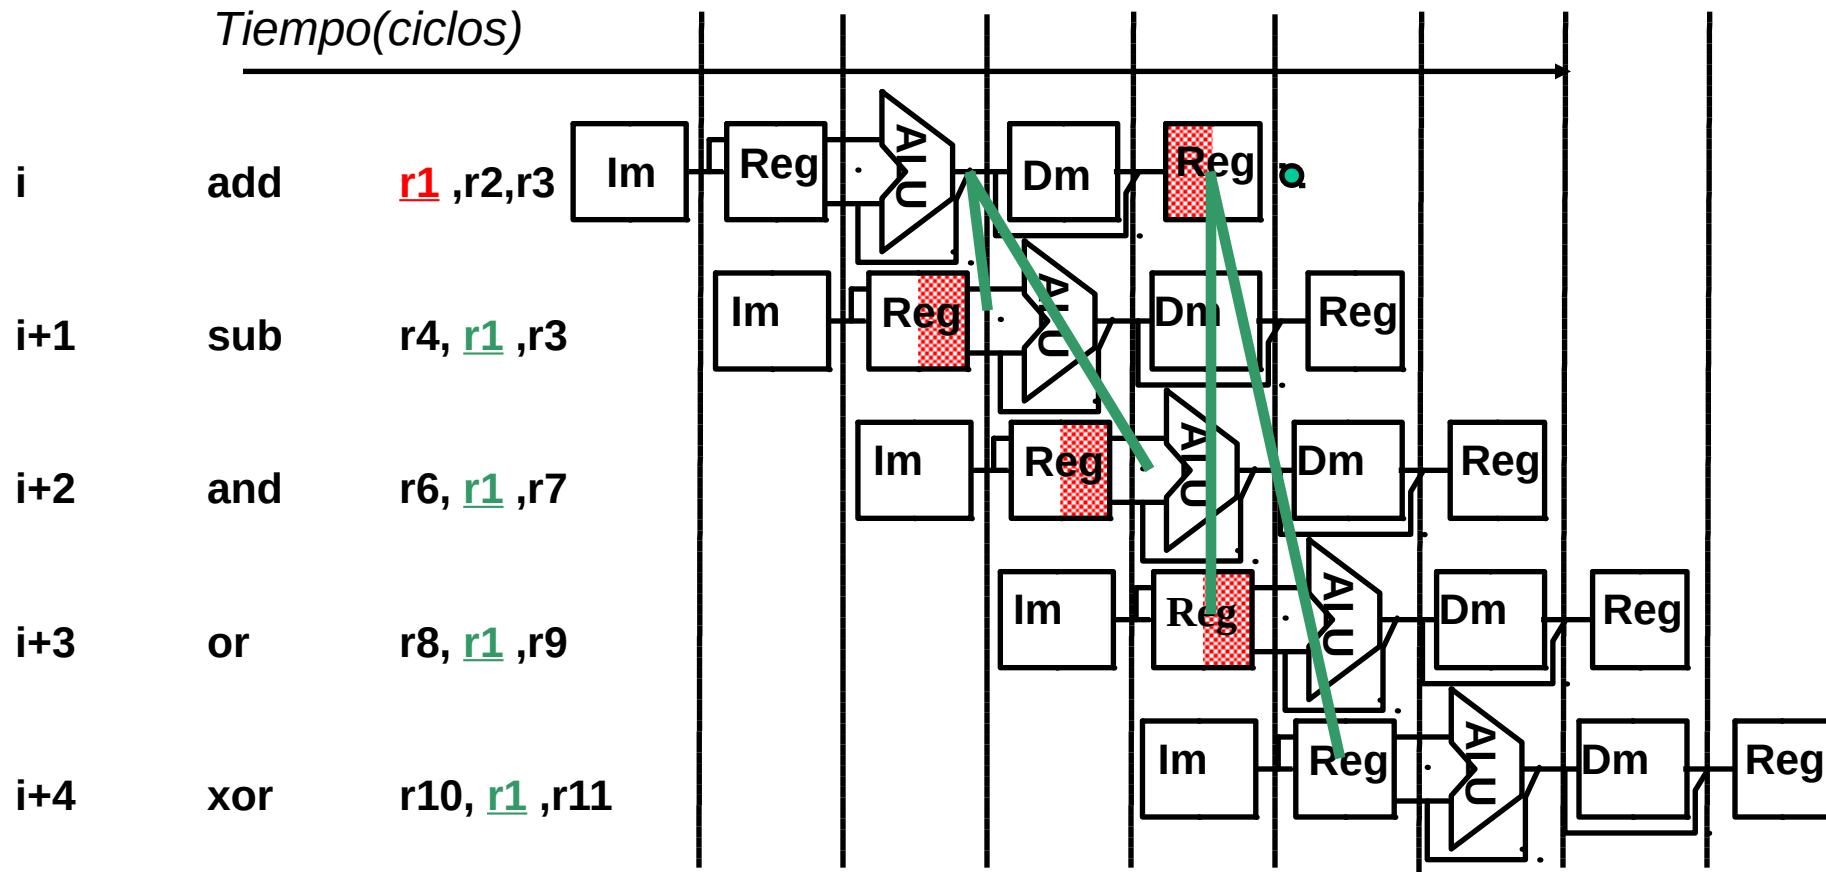 Tiempo(ciclos)
i add r1 ,r2,r3 Im Reg ALU Dm Reg
i+1 sub r4, r1 ,r3 Im Reg ALU Dm Reg
i+2 and r6, r1 ,r7 Im Reg ALU Dm Reg
i+3 or r8, r1 ,r9 Im Reg ALU Dm Reg
i+4 xor r10, r1 ,r11 Im Reg ALU Dm Reg